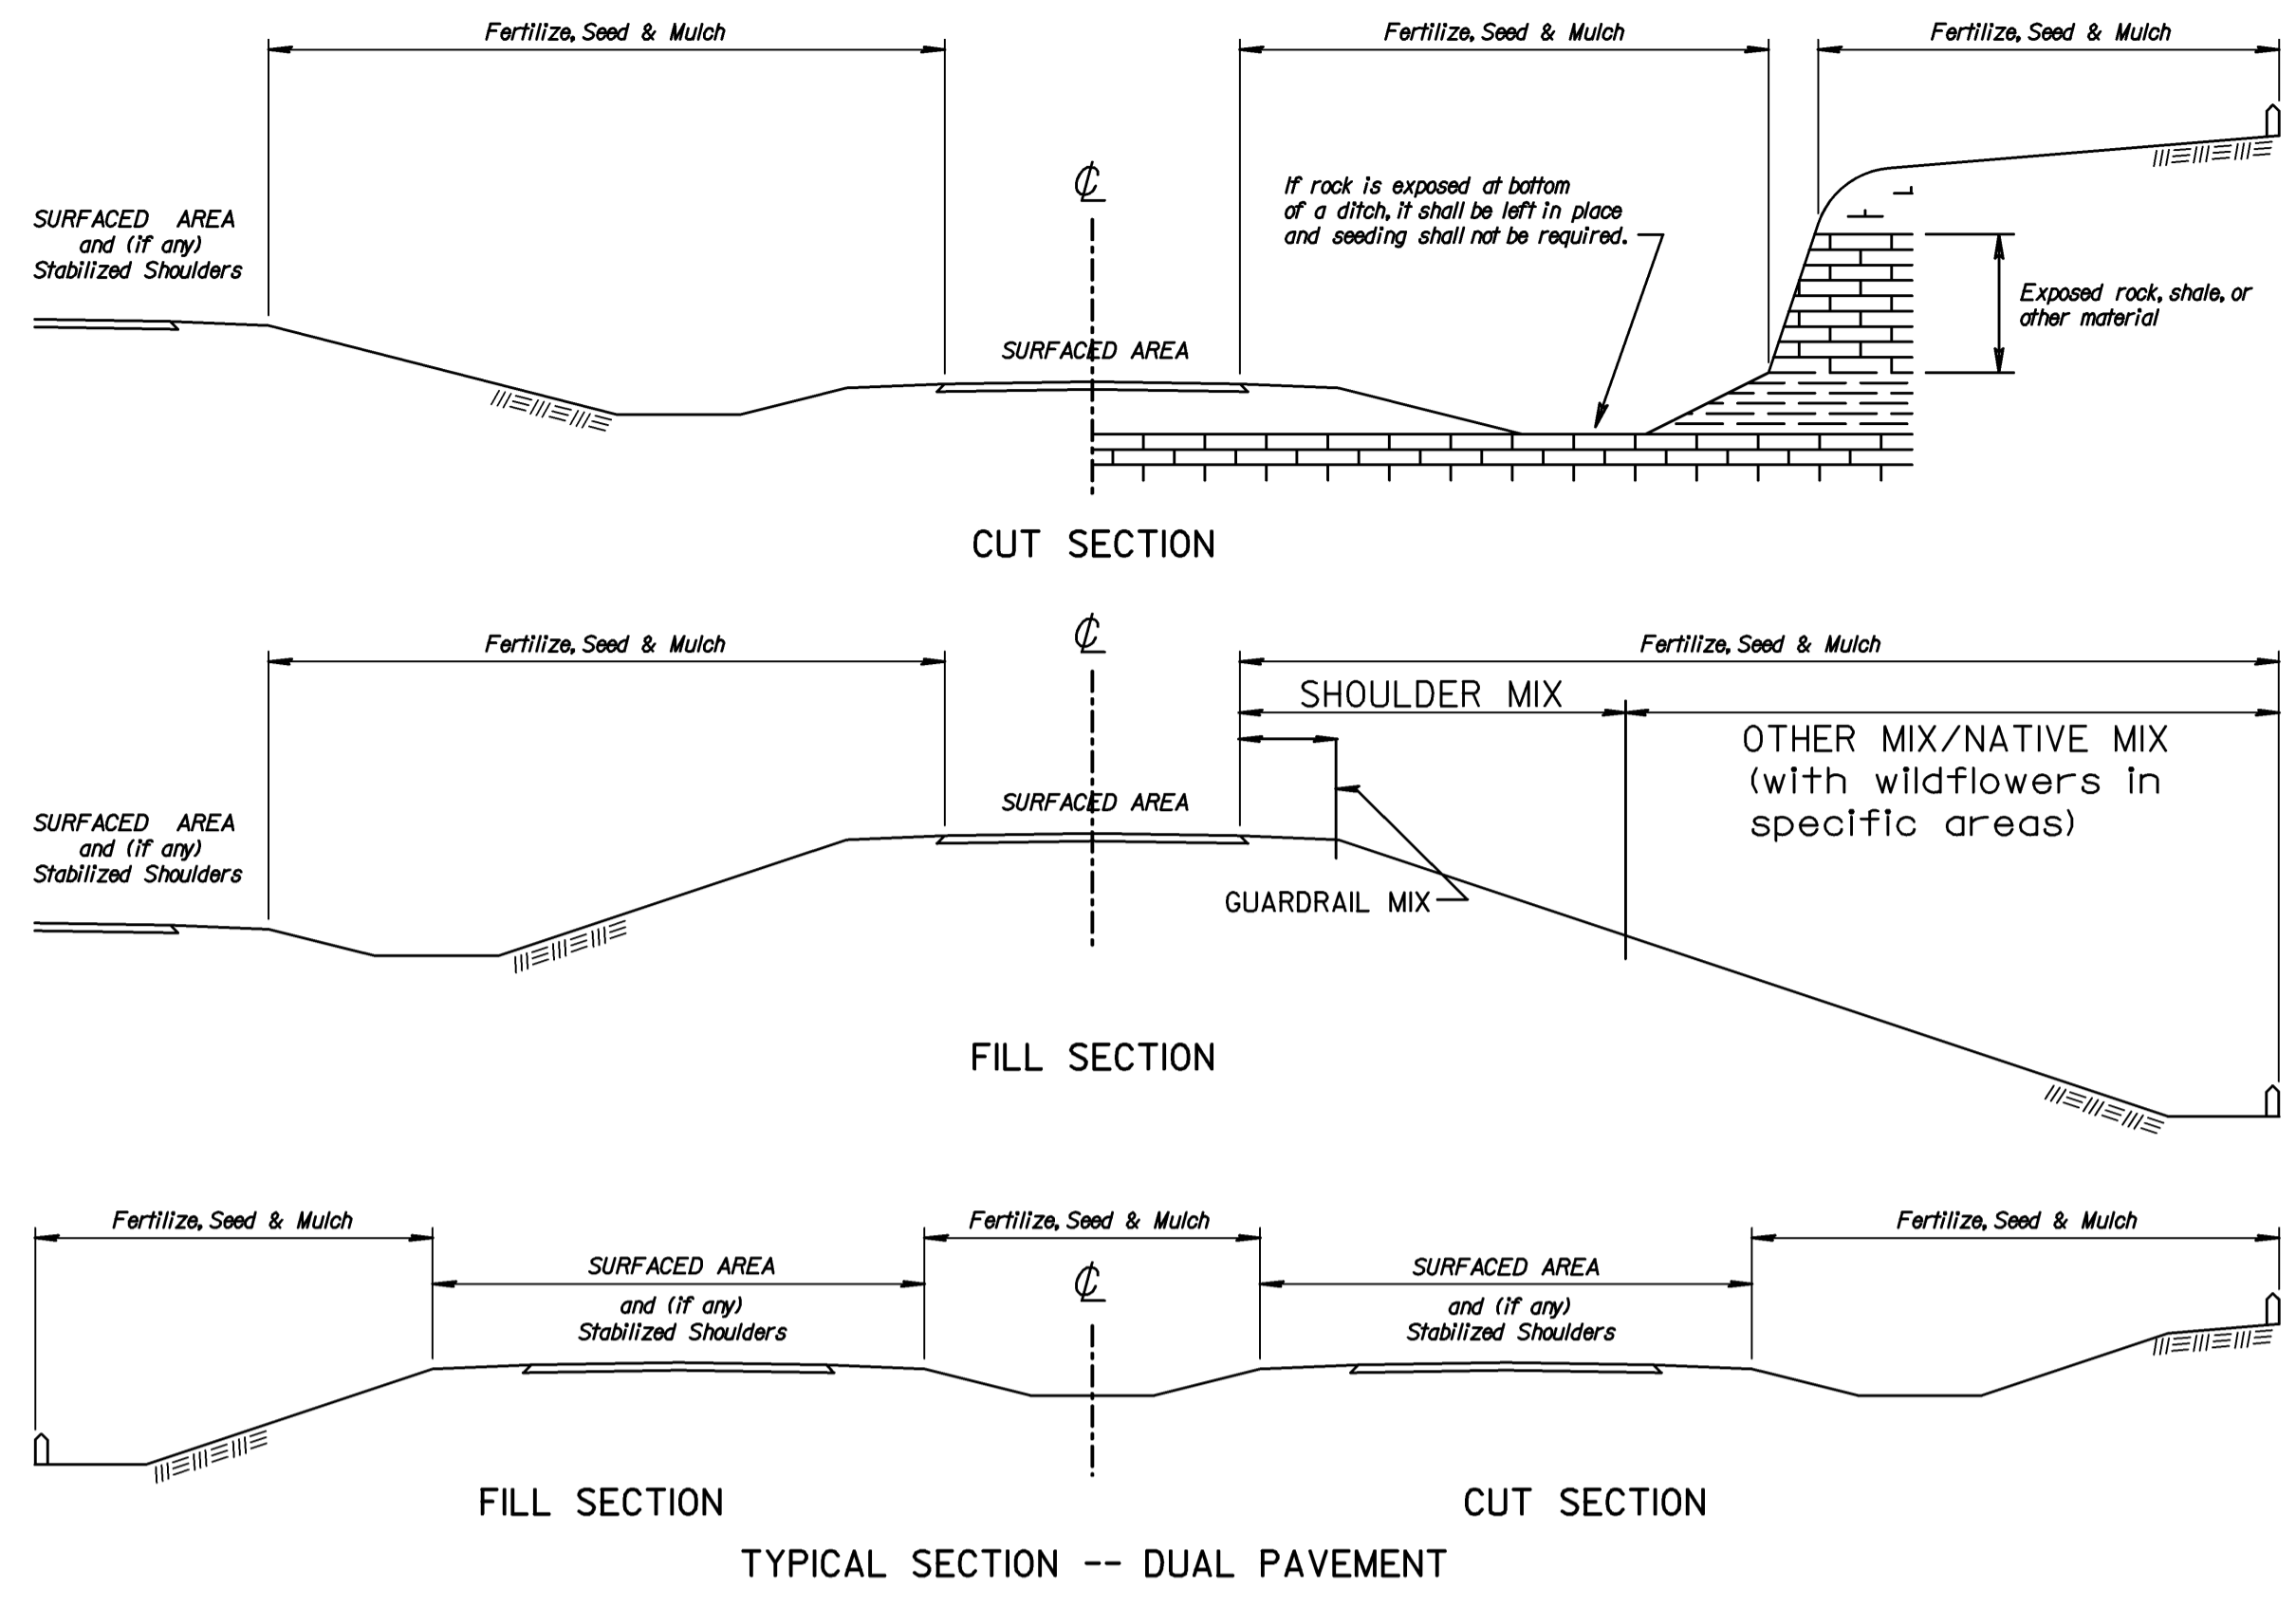 Fertilize, Seed & Mulch
Fertilize, Seed & Mulch
Fertilize, Seed & Mulch
℄
If rock is exposed at bottom
of a ditch, it shall be left in place
and seeding shall not be required.
SURFACED AREA
and (if any)
Stabilized Shoulders
Exposed rock, shale, or
other material
SURFACED AREA
CUT SECTION
℄
Fertilize, Seed & Mulch
Fertilize, Seed & Mulch
SHOULDER MIX
OTHER MIX/NATIVE MIX
(with wildflowers in
specific areas)
SURFACED AREA
SURFACED AREA
and (if any)
Stabilized Shoulders
GUARDRAIL MIX
FILL SECTION
Fertilize, Seed & Mulch
Fertilize, Seed & Mulch
Fertilize, Seed & Mulch
SURFACED AREA
and (if any)
Stabilized Shoulders
℄
SURFACED AREA
and (if any)
Stabilized Shoulders
FILL SECTION
CUT SECTION
TYPICAL SECTION -- DUAL PAVEMENT